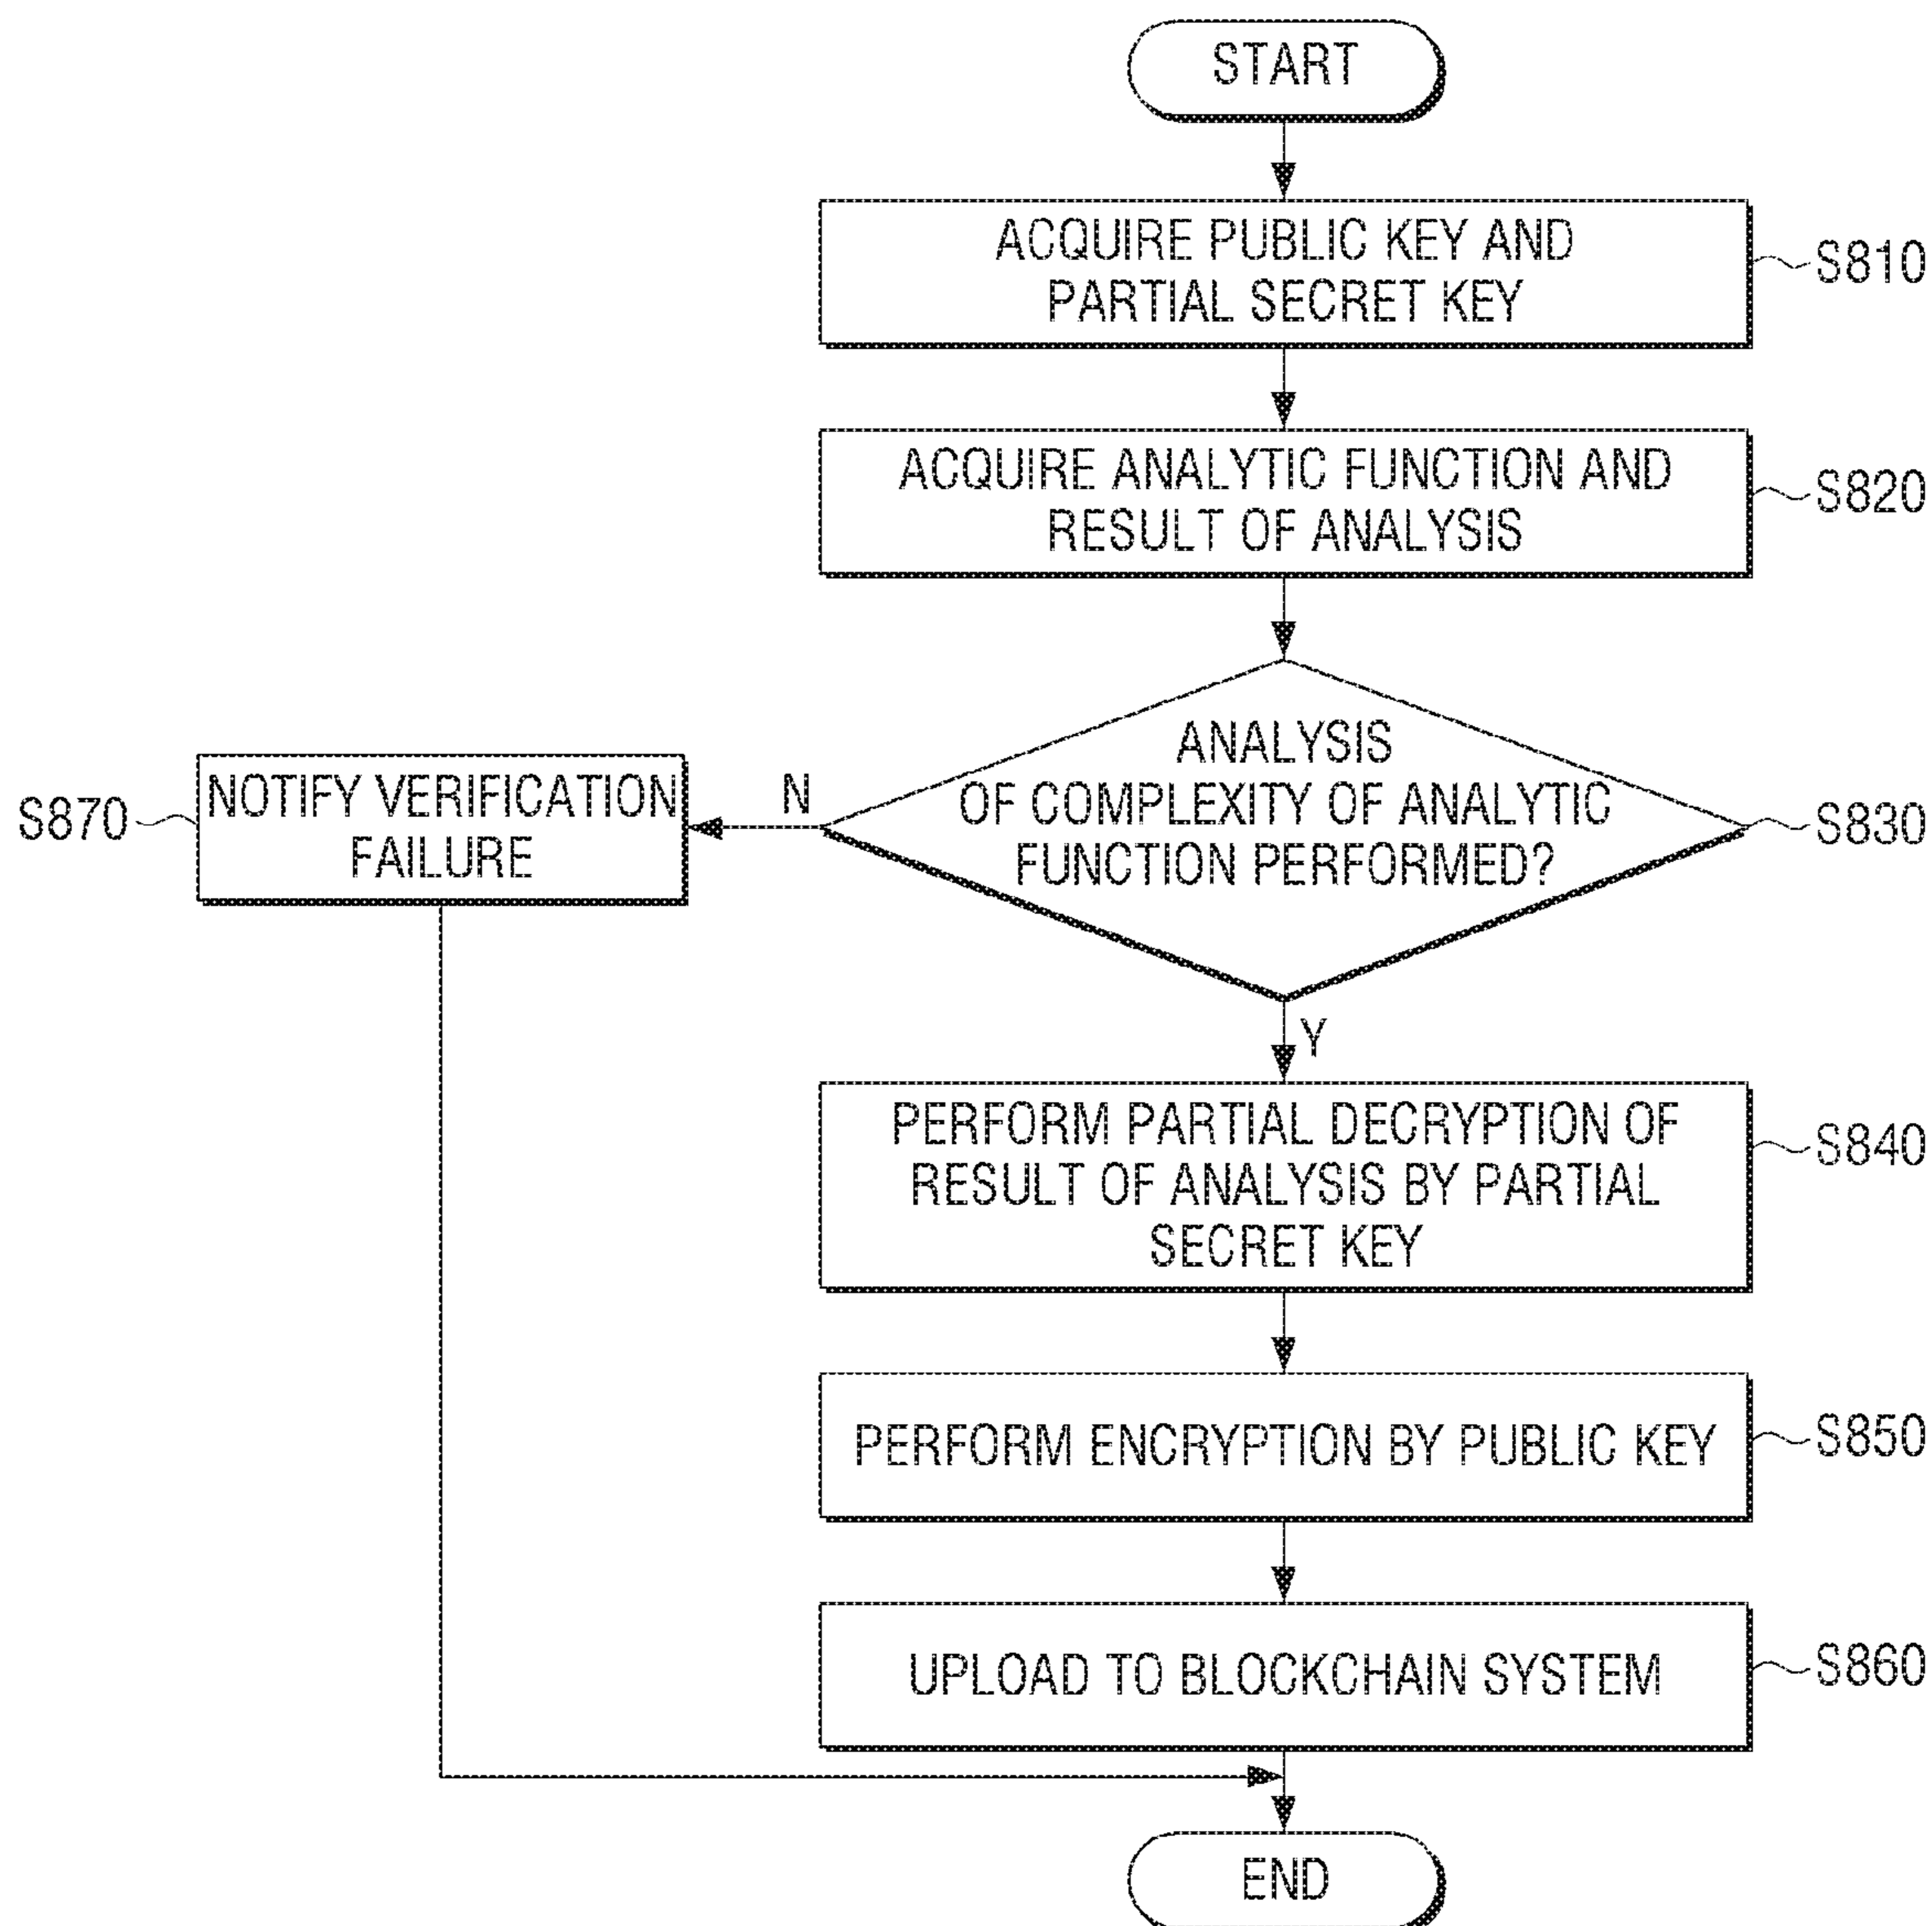 START
ACQUIRE PUBLIC KEY AND
PARTIAL SECRET KEY
S810
ACQUIRE ANALYTIC FUNCTION AND
RESULT OF ANALYSIS
S820
ANALYSIS
OF COMPLEXITY OF ANALYTIC
FUNCTION PERFORMED?
S830
N
NOTIFY VERIFICATION
FAILURE
S870
Y
PERFORM PARTIAL DECRYPTION OF
RESULT OF ANALYSIS BY PARTIAL
SECRET KEY
S840
PERFORM ENCRYPTION BY PUBLIC KEY
S850
UPLOAD TO BLOCKCHAIN SYSTEM
S860
END